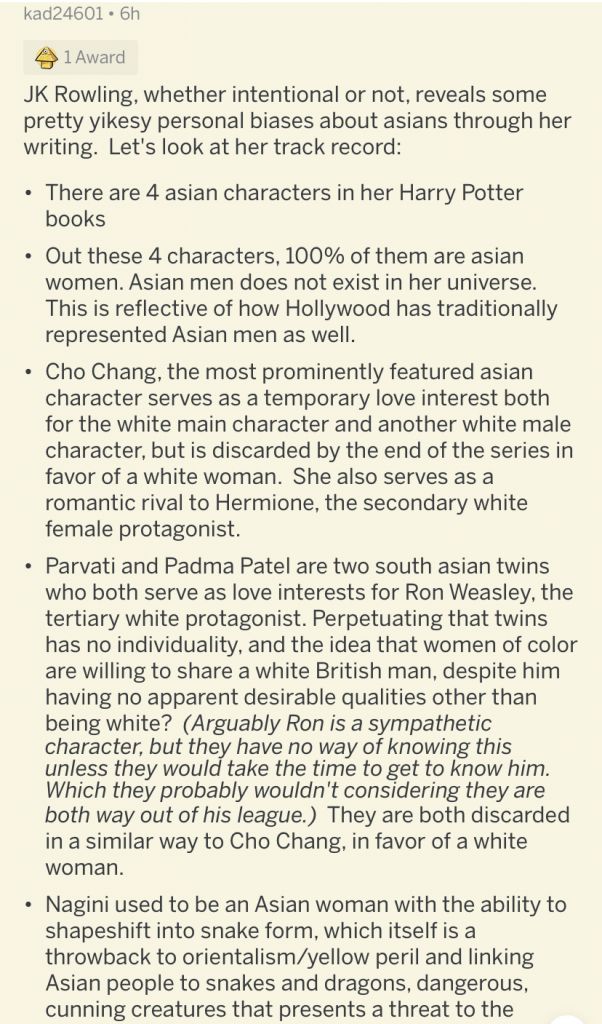 kad24601 • 6h
1 Award
JK Rowling, whether intentional or not, reveals some
pretty yikesy personal biases about asians through her
writing. Let's look at her track record:
• There are 4 asian characters in her Harry Potter
books
• Out these 4 characters, 100% of them are asian
women. Asian men does not exist in her universe.
This is reflective of how Hollywood has traditionally
represented Asian men as well.
• Cho Chang, the most prominently featured asian
character serves as a temporary love interest both
for the white main character and another white male
character, but is discarded by the end of the series in
favor of a white woman. She also serves as a
romantic rival to Hermione, the secondary white
female protagonist.
• Parvati and Padma Patel are two south asian twins
who both serve as love interests for Ron Weasley, the
tertiary white protagonist. Perpetuating that twins
has no individuality, and the idea that women of color
are willing to share a white British man, despite him
having no apparent desirable qualities other than
being white? (Arguably Ron is a sympathetic
character, but they have no way of knowing this
unless they would take the time to get to know him.
Which they probably wouldn't considering they are
both way out of his league.) They are both discarded
in a similar way to Cho Chang, in favor of a white
woman.
• Nagini used to be an Asian woman with the ability to
shapeshift into snake form, which itself is a
throwback to orientalism/yellow peril and linking
Asian people to snakes and dragons, dangerous,
cunning creatures that presents a threat to the